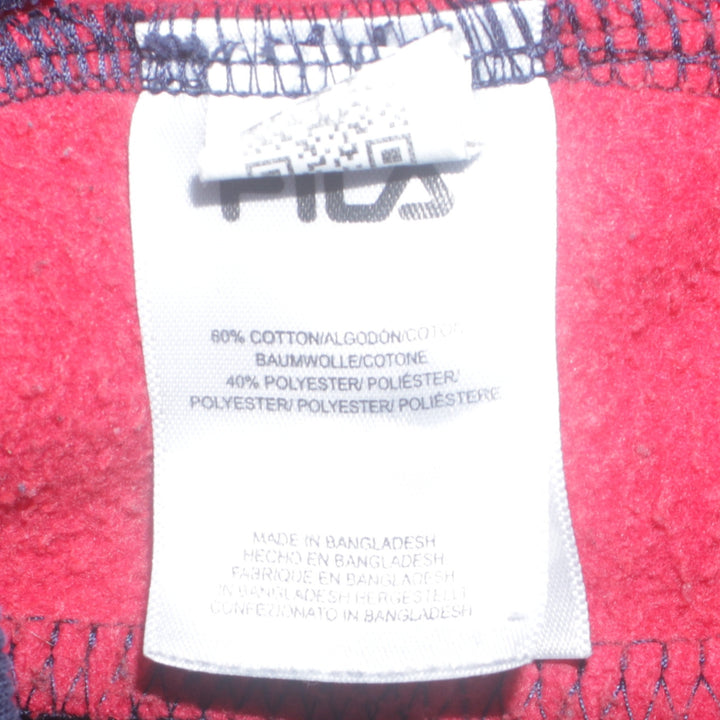 FILA
60% COTTON/ALGODÓN/COTON/
BAUMWOLLE/COTONE
40% POLYESTER/ POLIÉSTER/
POLYESTER/ POLYESTER/ POLIESTERE
MADE IN BANGLADESH
HECHO EN BANGLADESH
FABRIQUE EN BANGLADESH
IN BANGLADESH HERGESTELLT
CONFEZIONATO IN BANGLADESH